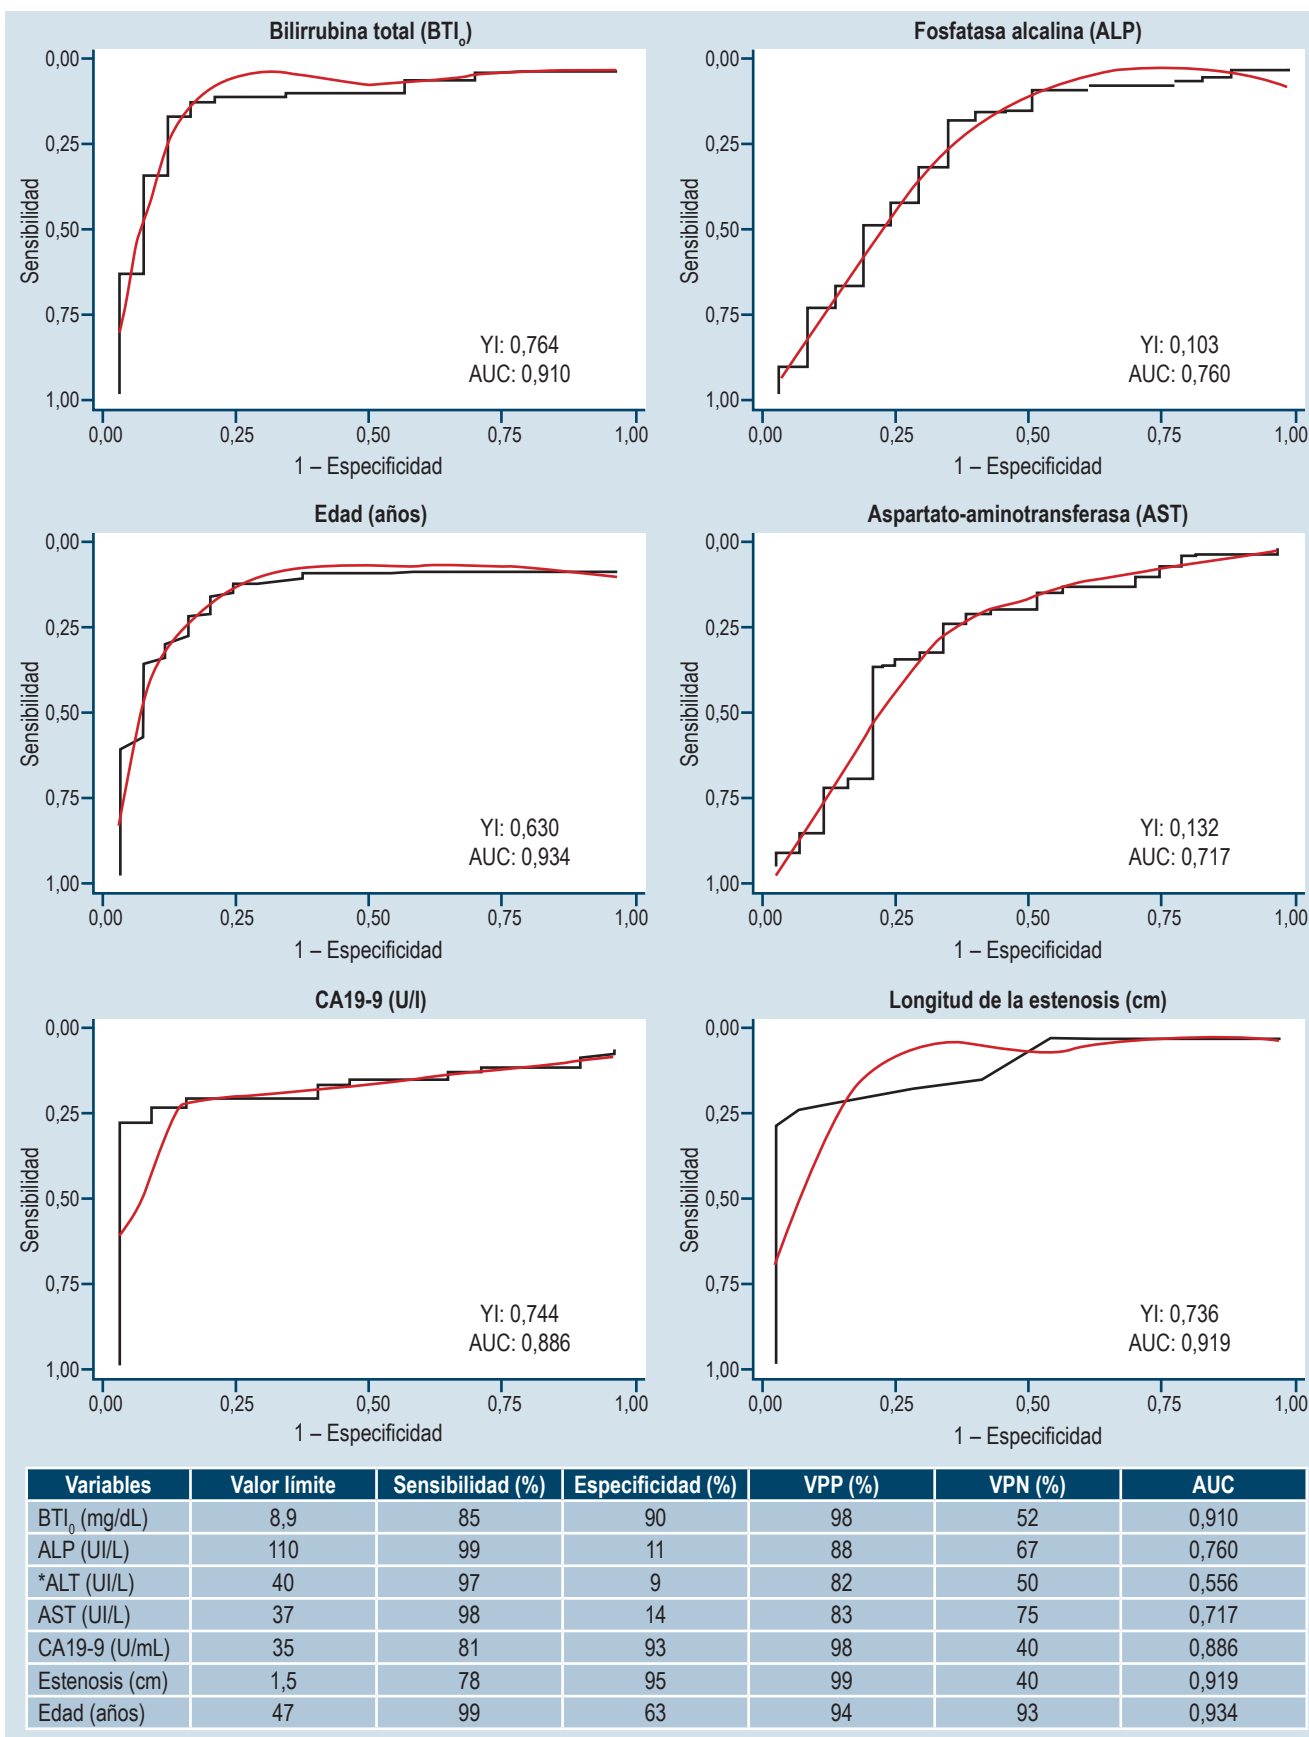 Bilirrubina total (BTIo)
0,00
0,25
0,50
0,75
1,00
Sensibilidad
YI: 0,764
AUC: 0,910
0,00 0,25 0,50 0,75 1,00
1 – Especificidad
Fosfatasa alcalina (ALP)
0,00
0,25
0,50
0,75
1,00
Sensibilidad
YI: 0,103
AUC: 0,760
0,00 0,25 0,50 0,75 1,00
1 – Especificidad
Edad (años)
0,00
0,25
0,50
0,75
1,00
Sensibilidad
YI: 0,630
AUC: 0,934
0,00 0,25 0,50 0,75 1,00
1 – Especificidad
Aspartato-aminotransferasa (AST)
0,00
0,25
0,50
0,75
1,00
Sensibilidad
YI: 0,132
AUC: 0,717
0,00 0,25 0,50 0,75 1,00
1 – Especificidad
CA19-9 (U/l)
0,00
0,25
0,50
0,75
1,00
Sensibilidad
YI: 0,744
AUC: 0,886
0,00 0,25 0,50 0,75 1,00
1 – Especificidad
Longitud de la estenosis (cm)
0,00
0,25
0,50
0,75
1,00
Sensibilidad
YI: 0,736
AUC: 0,919
0,00 0,25 0,50 0,75 1,00
1 – Especificidad
Variables Valor límite Sensibilidad (%) Especificidad (%) VPP (%) VPN (%) AUC
BTI0 (mg/dL) 8,9 85 90 98 52 0,910
ALP (UI/L) 110 99 11 88 67 0,760
*ALT (UI/L) 40 97 9 82 50 0,556
AST (UI/L) 37 98 14 83 75 0,717
CA19-9 (U/mL) 35 81 93 98 40 0,886
Estenosis (cm) 1,5 78 95 99 40 0,919
Edad (años) 47 99 63 94 93 0,934